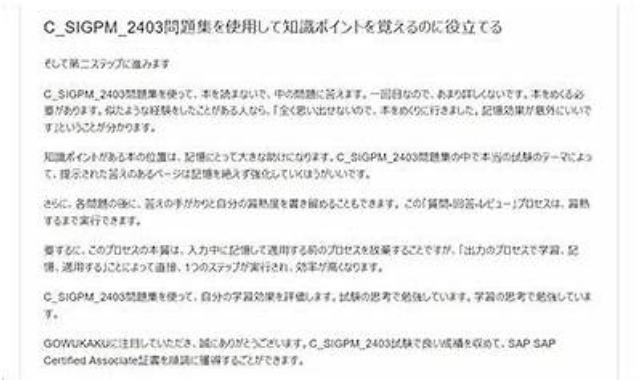 C_SIGPM_2403問題集を使用して知識ポイントを覚えるのに役立てる
そして第二ステップに進みます
C_SIGPM_2403問題集を使って、本を読まないで、中の問題に答えます。一回目なので、あまり詳しくないです。本をめくる必
要があります。似たような経験をしたことがある人なら、「全く思い出せないので、本をめくりに行きました。記憶効果が意外にいいで
す」ということが分かります。
知識ポイントがある本の位置は、記憶にとって大きな助けになります。C_SIGPM_2403問題集の中で本当の試験のテーマによっ
て、提示された答えのあるページは記憶を絶えず強化していくほうがいいです。
さらに、各問題の後に、答えの手がかりと自分の習熟度を書き留めることもできます。この「質問-回答-レビュー」プロセスは、習熟
するまで実行できます。
要するに、このプロセスの本質は、入力中に記憶して適用する前のプロセスを放棄することですが、「出力のプロセスで学習、記
憶、適用する」ことによって直接、1つのステップが実行され、効率が高くなります。
C_SIGPM_2403問題集を使って、自分の学習効果を評価します。試験の思考で勉強しています。学習の思考で勉強していま
す。
GOWUKAKUに注目していただき、誠にありがとうございます。C_SIGPM_2403試験で良い成績を収めて、SAP SAP
Certified Associate証書を順調に獲得することができます。